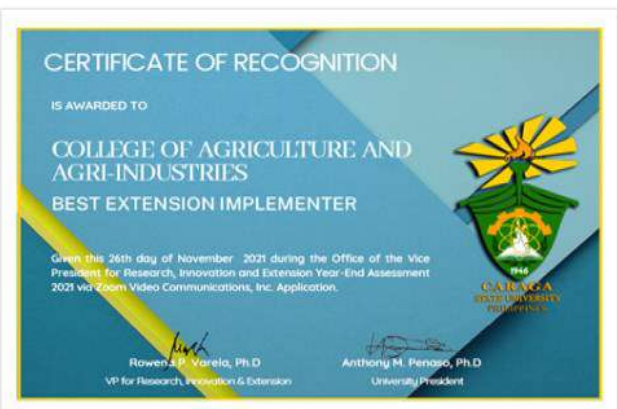 CERTIFICATE OF RECOGNITION
IS AWARDED TO
COLLEGE OF AGRICULTURE AND
AGRI-INDUSTRIES
BEST EXTENSION IMPLEMENTER
Given this 26th day of November 2021 during the Office of the Vice
President for Research, Innovation and Extension Year-End Assessment
2021 via Zoom Video Communications, Inc. Application.
1946
CARAGA
STATE UNIVERSITY
PHILIPPINES
Rowena P. Varela, Ph.D
VP for Research, Innovation & Extension
Anthony M. Penaso, Ph.D
University President